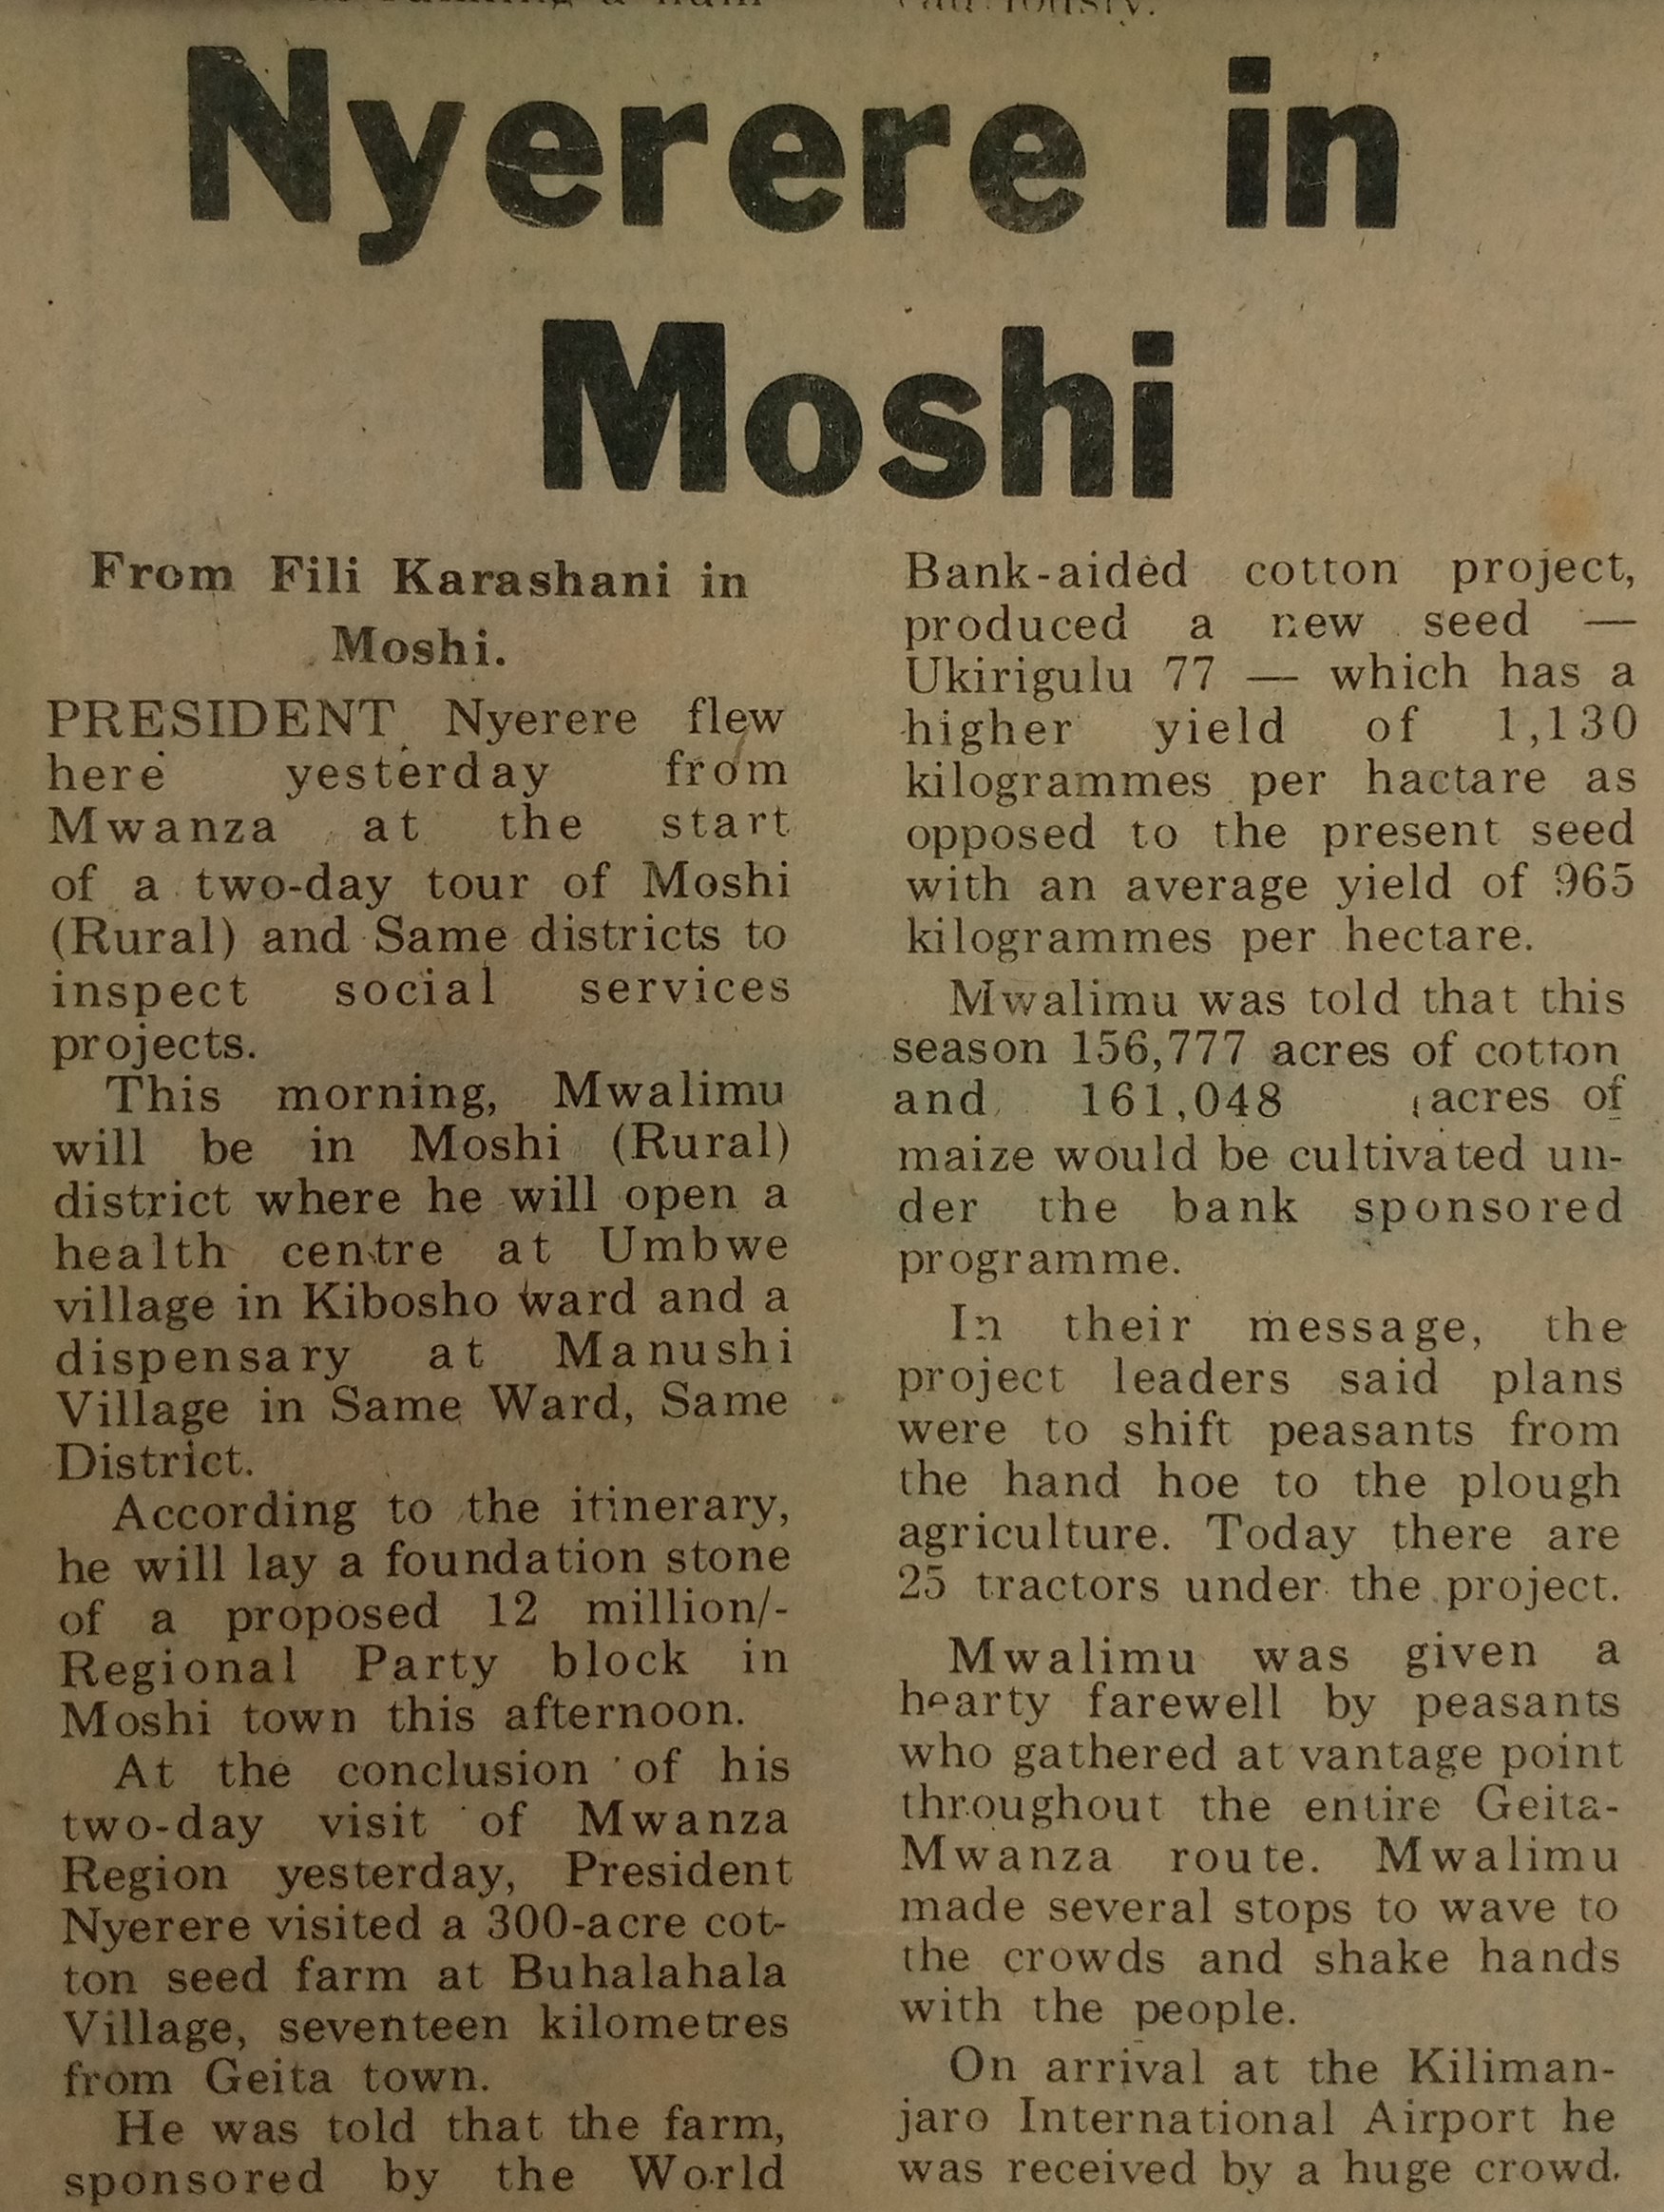 Nyerere in
Moshi
From Fili Karashani in
Moshi.
PRESIDENT Nyerere flew
here yesterday from
Mwanza at the start
of a two-day tour of Moshi
(Rural) and Same districts to
inspect social services
projects.
This morning, Mwalimu
will be in Moshi (Rural)
district where he will open a
health centre at Umbwe
village in Kibosho ward and a
dispensary at Manushi
Village in Same Ward, Same
District.
According to the itinerary,
he will lay a foundation stone
of a proposed 12 million/-
Regional Party block in
Moshi town this afternoon.
At the conclusion of his
two-day visit of Mwanza
Region yesterday, President
Nyerere visited a 300-acre cot-
ton seed farm at Buhalahala
Village, seventeen kilometres
from Geita town.
He was told that the farm,
sponsored by the World
Bank-aided cotton project,
produced a new seed —
Ukirigulu 77 — which has a
higher yield of 1,130
kilogrammes per hactare as
opposed to the present seed
with an average yield of 965
kilogrammes per hectare.
Mwalimu was told that this
season 156,777 acres of cotton
and 161,048 acres of
maize would be cultivated un-
der the bank sponsored
programme.
In their message, the
project leaders said plans
were to shift peasants from
the hand hoe to the plough
agriculture. Today there are
25 tractors under the project.
Mwalimu was given a
hearty farewell by peasants
who gathered at vantage point
throughout the entire Geita-
Mwanza route. Mwalimu
made several stops to wave to
the crowds and shake hands
with the people.
On arrival at the Kiliman-
jaro International Airport he
was received by a huge crowd.